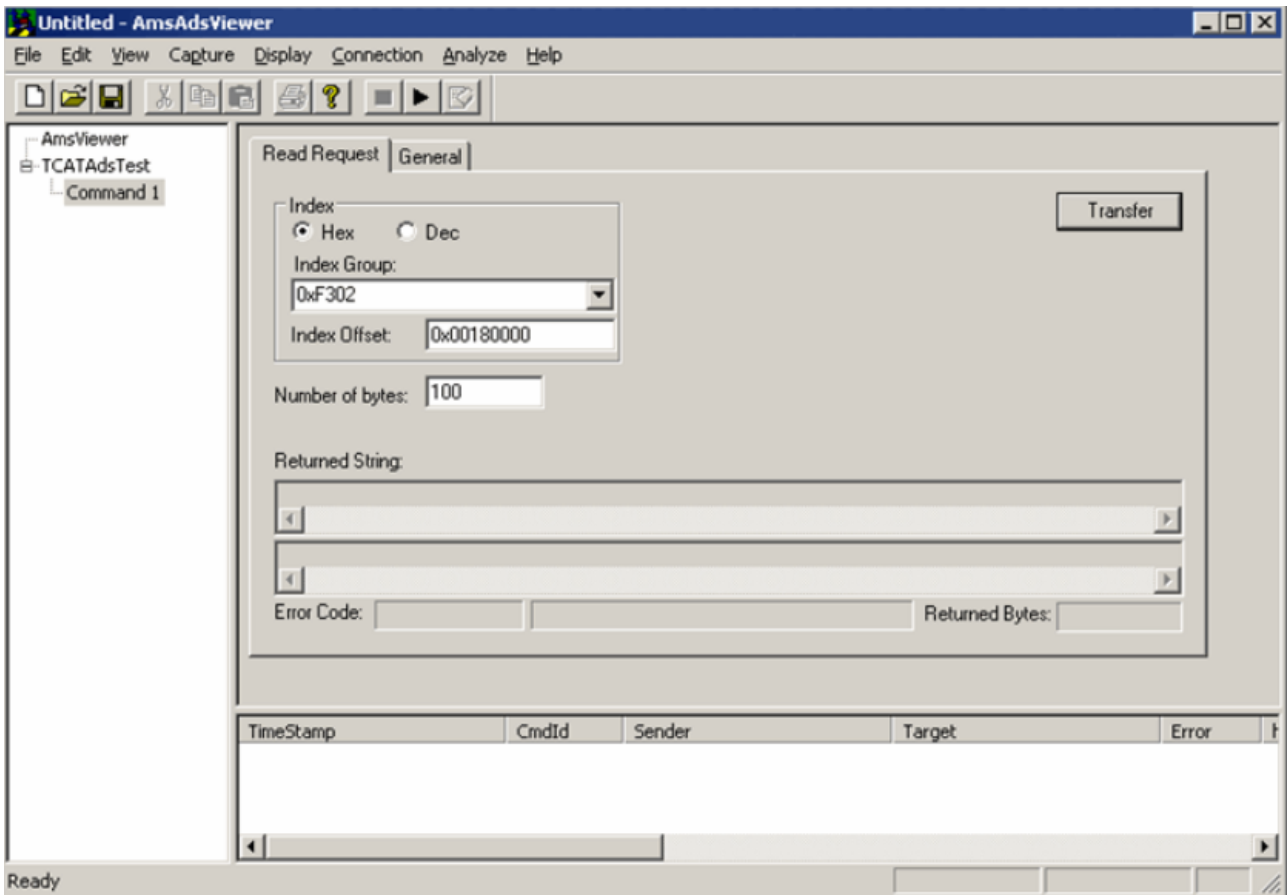 Untitled - AmsAdsViewer
File Edit View Capture Display Connection Analyze Help
AmsViewer
TCATAdsTest
Command 1
Read Request General
Index
Hex Dec
Index Group:
0xF302
Index Offset: 0x00180000
Number of bytes: 100
Transfer
Returned String:
Error Code: Returned Bytes:
TimeStamp CmdId Sender Target Error
Ready